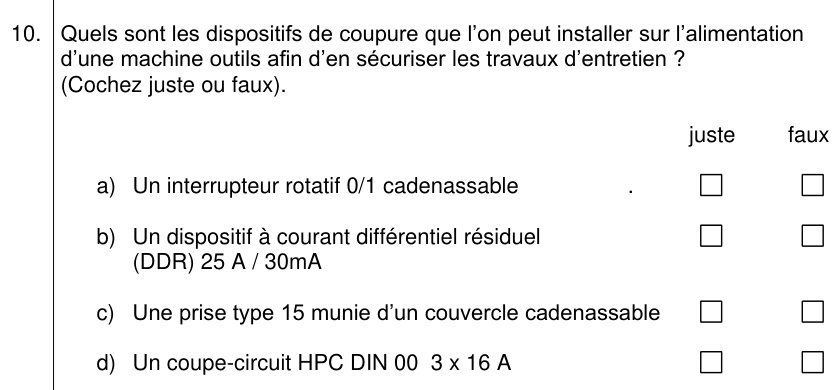 10. Quels sont les dispositifs de coupure que l'on peut installer sur l'alimentation
d'une machine outils afin d'en sécuriser les travaux d'entretien ?
(Cochez juste ou faux).
juste faux
a) Un interrupteur rotatif 0/1 cadenassable .
b) Un dispositif à courant différentiel résiduel
(DDR) 25 A / 30mA
c) Une prise type 15 munie d'un couvercle cadenassable
d) Un coupe-circuit HPC DIN 00 3 x 16 A